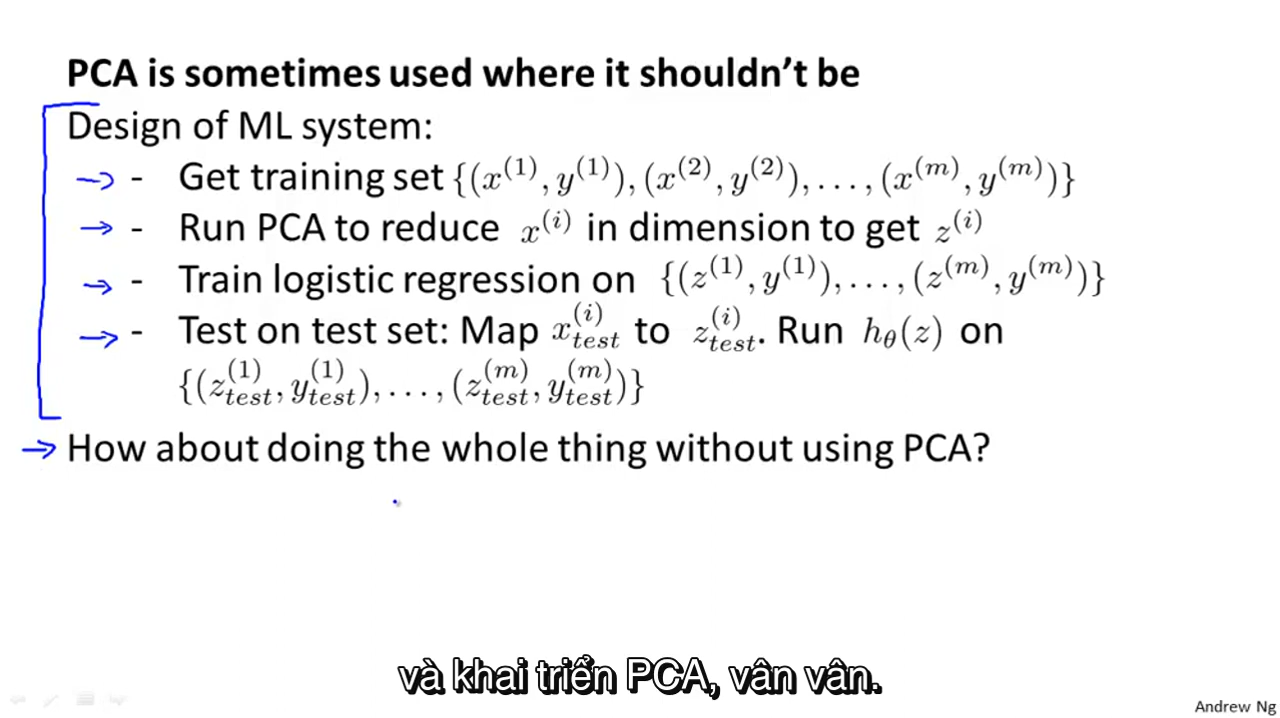 PCA is sometimes used where it shouldn't be
Design of ML system:
- Get training set {(x^(1), y^(1)), (x^(2), y^(2)), ..., (x^(m), y^(m))}
- Run PCA to reduce x^(i) in dimension to get z^(i)
- Train logistic regression on {(z^(1), y^(1)), ..., (z^(m), y^(m))}
- Test on test set: Map x_test^(i) to z_test^(i). Run h_θ(z) on
{(z_test^(1), y_test^(1)), ..., (z_test^(m), y_test^(m))}
How about doing the whole thing without using PCA?
và khai triển PCA, vân vân.
Andrew Ng